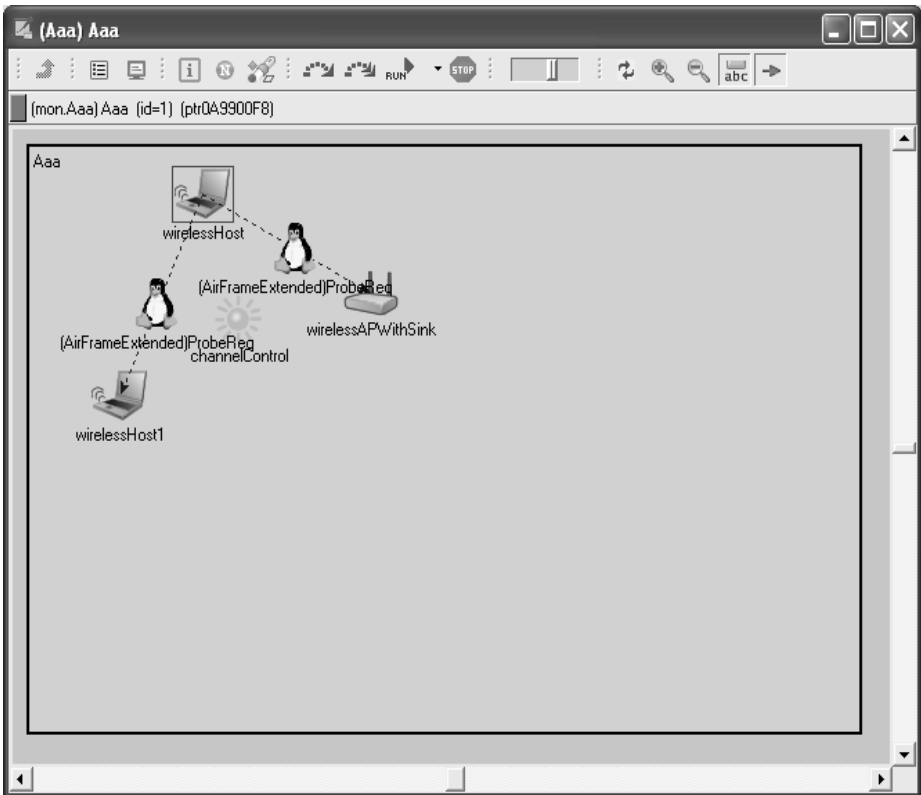 (Aaa) Aaa
i N RUN STOP abc
(mon.Aaa) Aaa (id=1) (ptr0A9900F8)
Aaa
wirelessHost
(AirFrameExtended)ProbeReq
wirelessAPWithSink
(AirFrameExtended)ProbeReq
channelControl
wirelessHost1